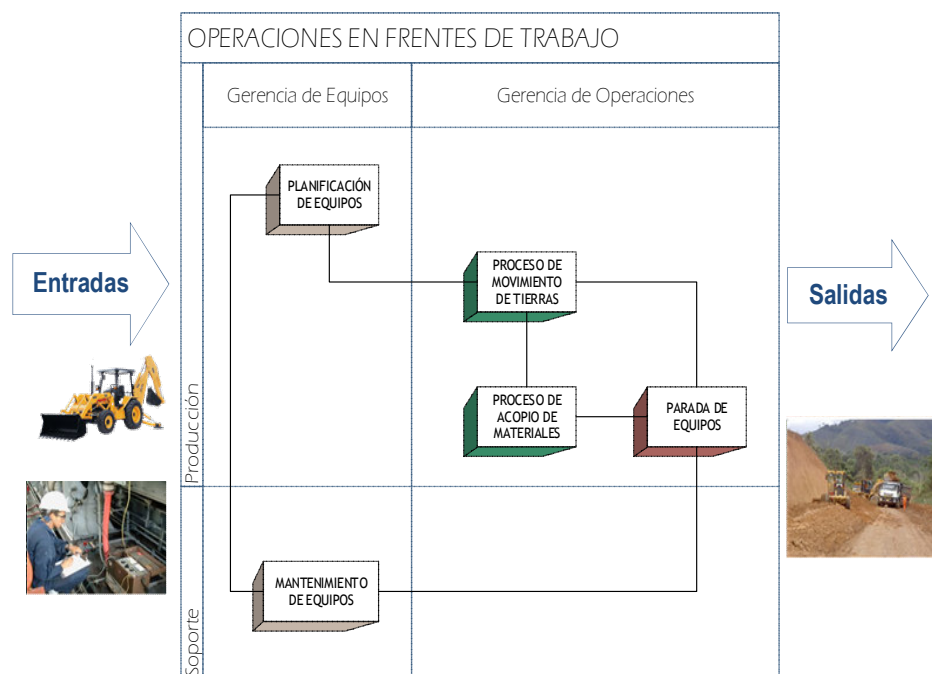 OPERACIONES EN FRENTES DE TRABAJO
Gerencia de Equipos
Gerencia de Operaciones
PLANIFICACIÓN
DE EQUIPOS
Entradas
PROCESO DE
MOVIMIENTO
DE TIERRAS
Salidas
Producción
PROCESO DE
ACOPIO DE
MATERIALES
PARADA DE
EQUIPOS
MANTENIMIENTO
DE EQUIPOS
Soporte